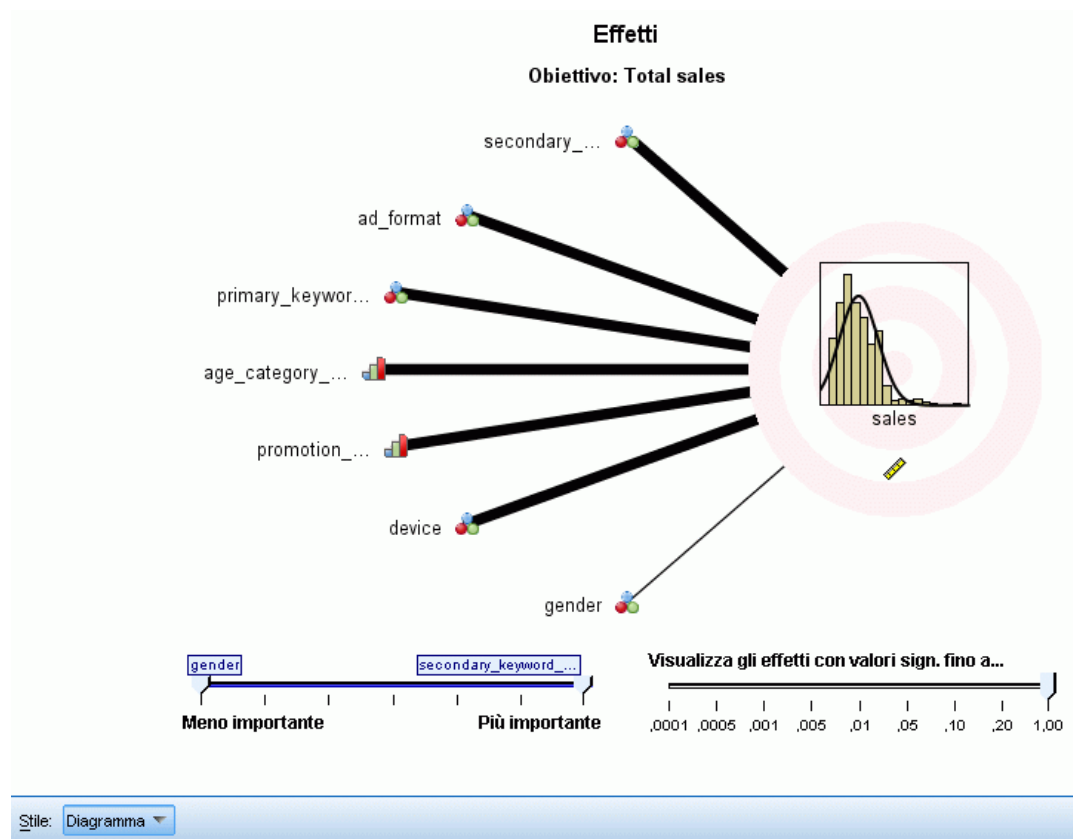 Effetti
Obiettivo: Total sales
secondary_...
ad_format
primary_keywor...
age_category_...
promotion_...
device
gender
sales
gender
secondary_keyword_...
Meno importante
Più importante
Visualizza gli effetti con valori sign. fino a...
,0001 ,0005 ,001 ,005 ,01 ,05 ,10 ,20 1,00
Stile: Diagramma